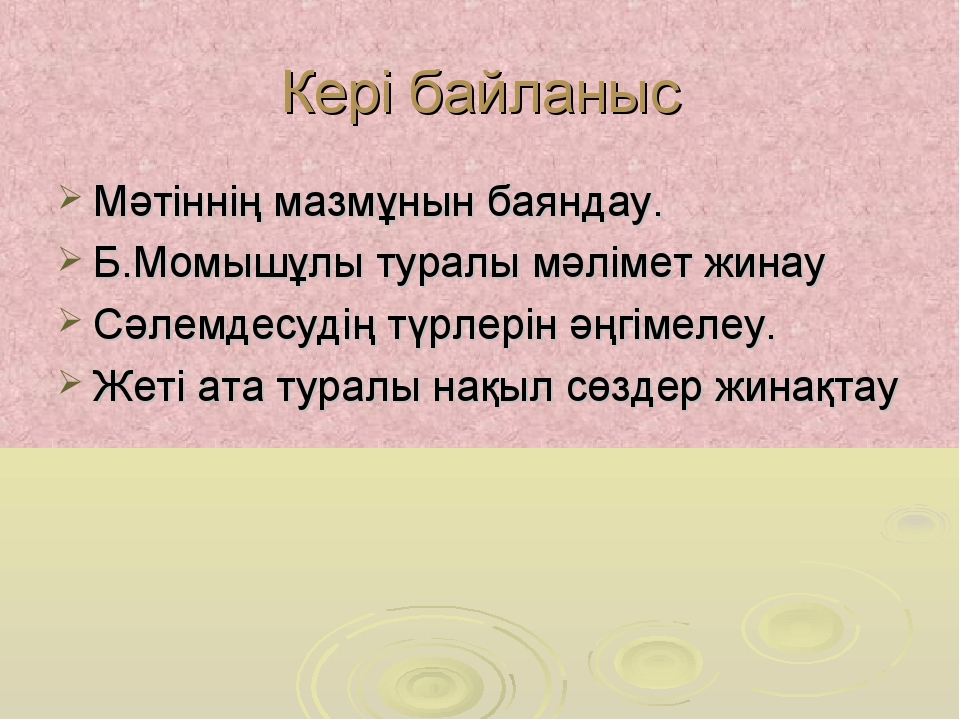 Кері байланыс
Мәтіннің мазмұнын баяндау.
Б.Момышұлы туралы мәлімет жинау
Сәлемдесудің түрлерін әңгімелеу.
Жеті ата туралы нақыл сөздер жинақтау